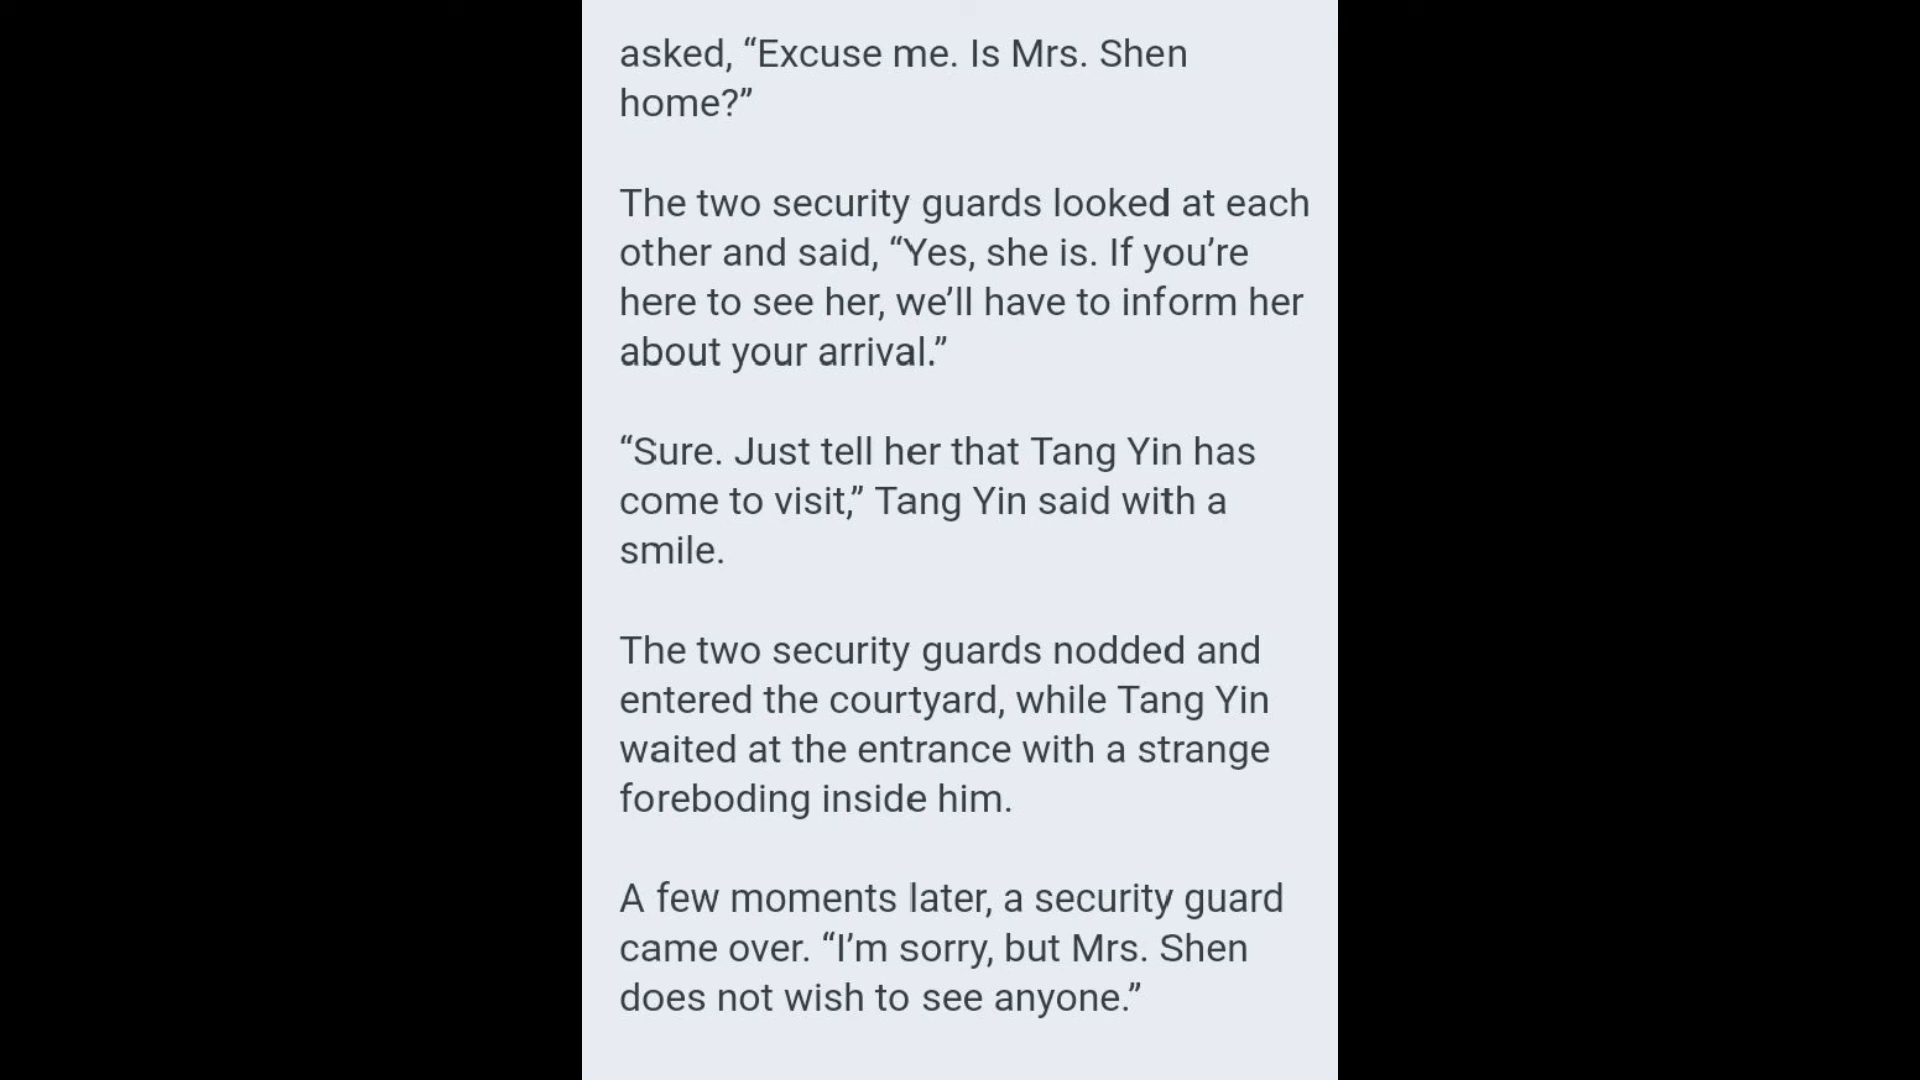 asked, “Excuse me. Is Mrs. Shen
home?”
The two security guards looked at each
other and said, “Yes, she is. If you’re
here to see her, we’ll have to inform her
about your arrival.”
“Sure. Just tell her that Tang Yin has
come to visit,” Tang Yin said with a
smile.
The two security guards nodded and
entered the courtyard, while Tang Yin
waited at the entrance with a strange
foreboding inside him.
A few moments later, a security guard
came over. “I’m sorry, but Mrs. Shen
does not wish to see anyone.”